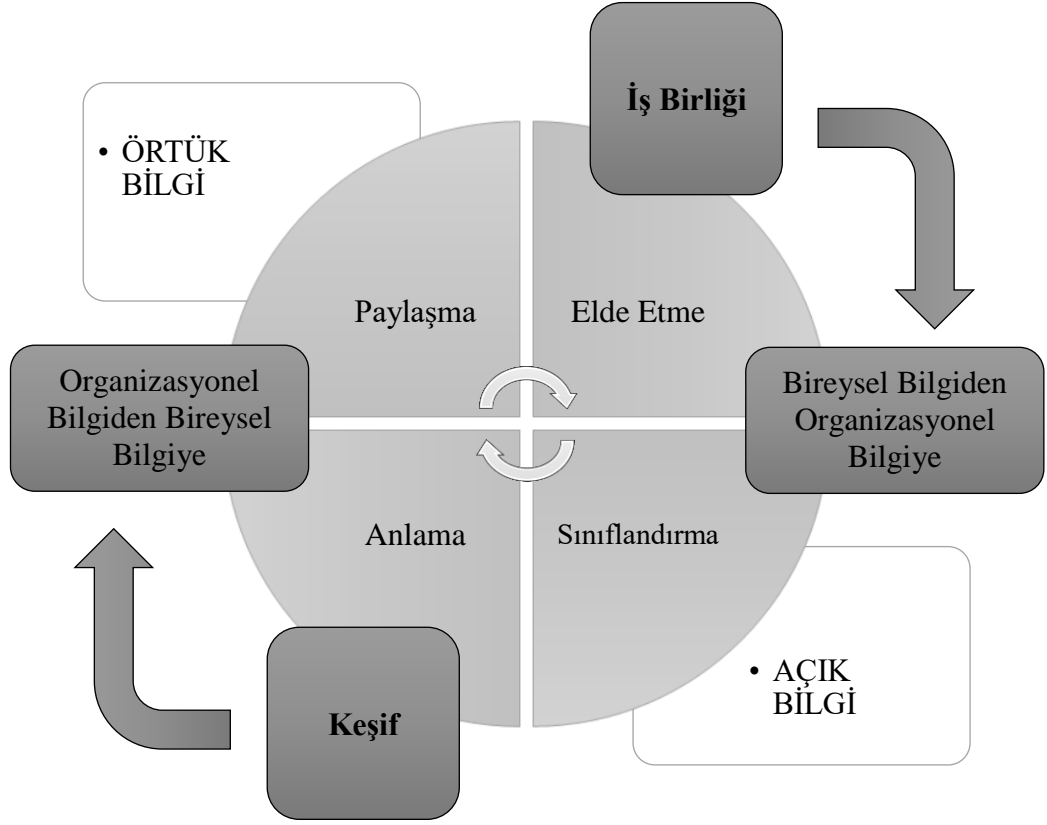 İş Birliği
• ÖRTÜK
BİLGİ
Paylaşma
Elde Etme
Organizasyonel
Bilgiden Bireysel
Bilgiye
Bireysel Bilgiden
Organizasyonel
Bilgiye
Anlama
Sınıflandırma
• AÇIK
BİLGİ
Keşif